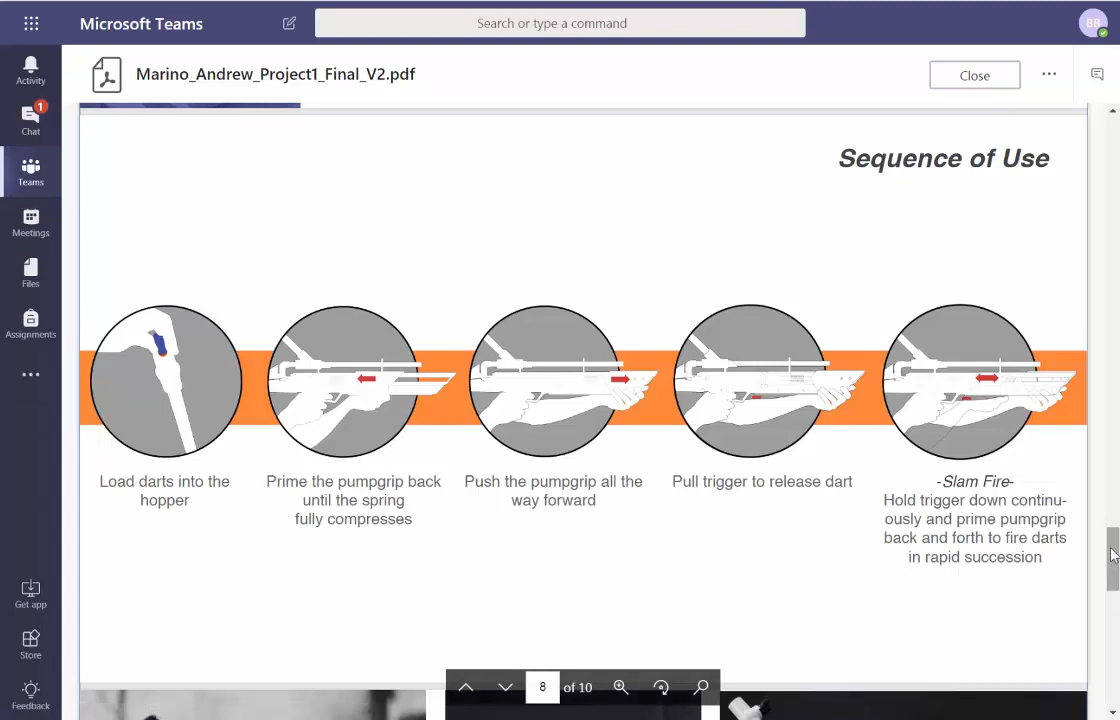 Microsoft Teams
Search or type a command
BB
Activity
Marino_Andrew_Project1_Final_V2.pdf
Close
1
Chat
Teams
Meetings
Files
Assignments
Get app
Store
Feedback
Sequence of Use
Load darts into the
hopper
Prime the pumpgrip back
until the spring
fully compresses
Push the pumpgrip all the
way forward
Pull trigger to release dart
-Slam Fire-
Hold trigger down continu-
ously and prime pumpgrip
back and forth to fire darts
in rapid succession
8 of 10